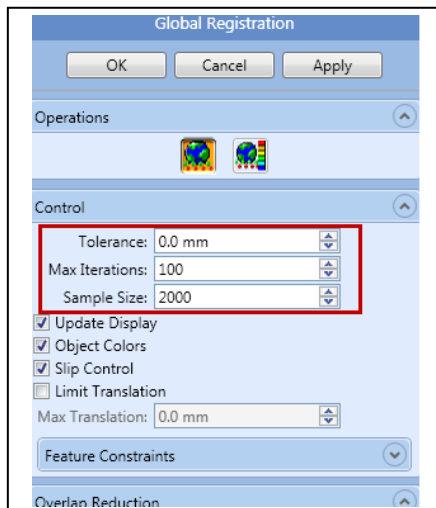 Global Registration
OK Cancel Apply
Operations
Control
Tolerance: 0.0 mm
Max Iterations: 100
Sample Size: 2000
Update Display
Object Colors
Slip Control
Limit Translation
Max Translation: 0.0 mm
Feature Constraints
Overlap Reduction